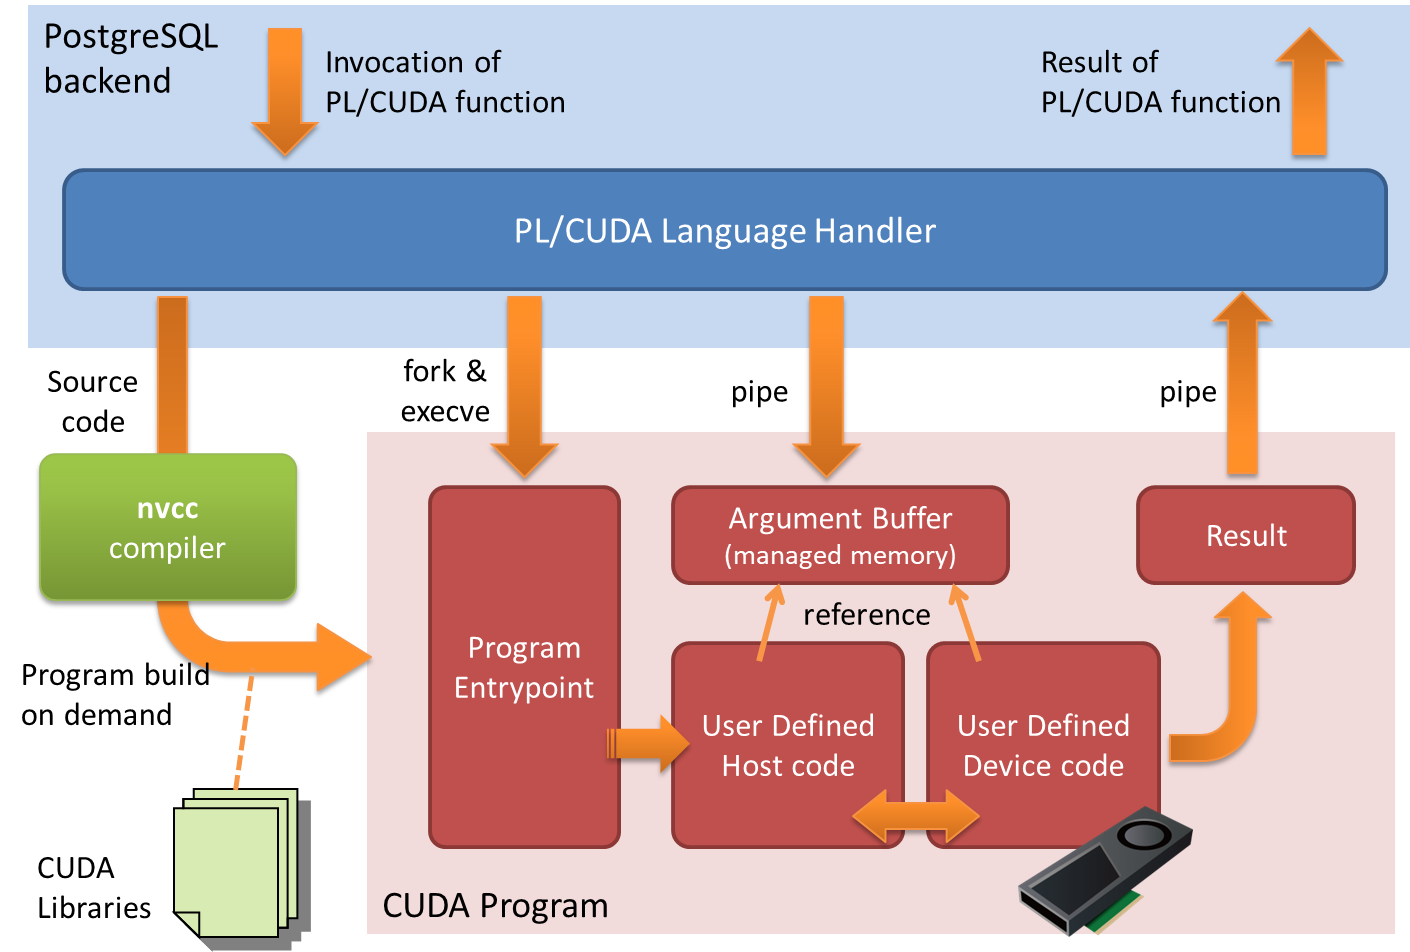 PostgreSQL
backend
Invocation of
PL/CUDA function
Result of
PL/CUDA function
PL/CUDA Language Handler
Source
code
fork &
execve
pipe
pipe
nvcc
compiler
Argument Buffer
(managed memory)
Result
reference
Program
Entrypoint
User Defined
Host code
User Defined
Device code
Program build
on demand
CUDA
Libraries
CUDA Program